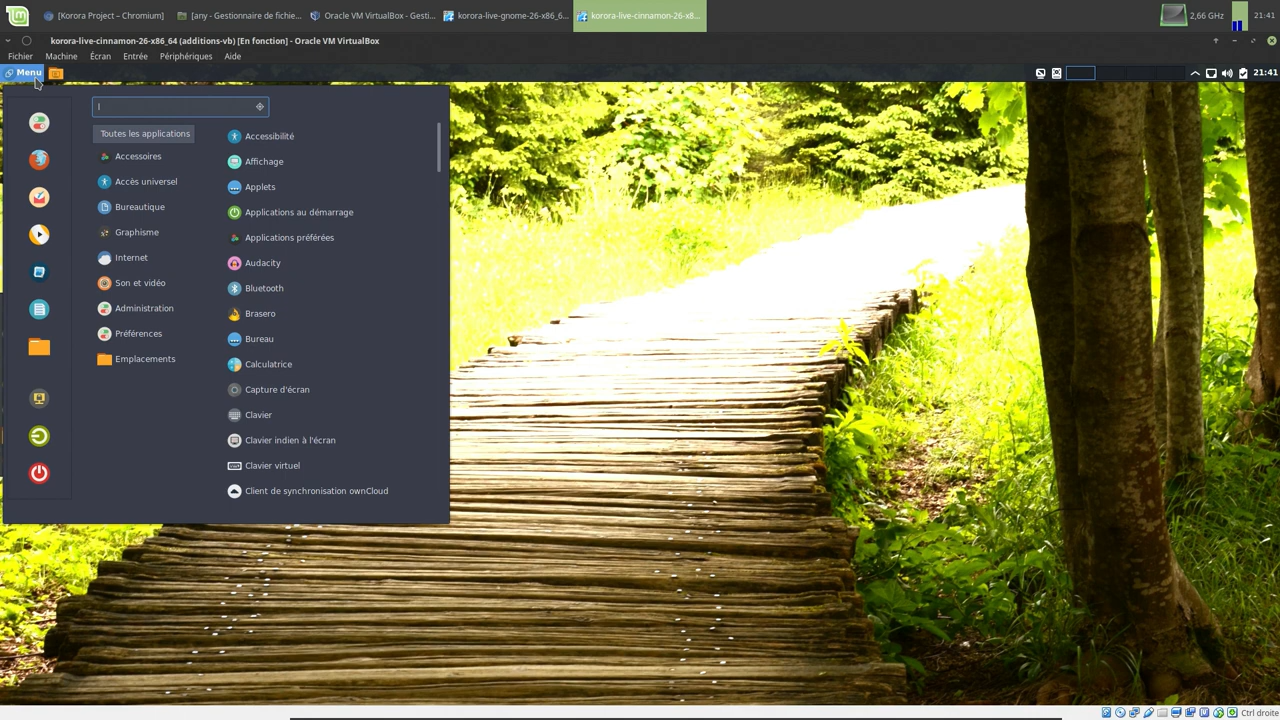 [Korora Project – Chromium]
[any - Gestionnaire de fichie...
Oracle VM VirtualBox - Gesti...
korora-live-gnome-26-x86_6...
korora-live-cinnamon-26-x8...
2,66 GHz
21:41
korora-live-cinnamon-26-x86_64 (additions-vb) [En fonction] - Oracle VM VirtualBox
Fichier Machine Écran Entrée Périphériques Aide
Menu
21:41
Toutes les applications
Accessoires
Accès universel
Bureautique
Graphisme
Internet
Son et vidéo
Administration
Préférences
Emplacements
Accessibilité
Affichage
Applets
Applications au démarrage
Applications préférées
Audacity
Bluetooth
Brasero
Bureau
Calculatrice
Capture d'écran
Clavier
Clavier indien à l'écran
Clavier virtuel
Client de synchronisation ownCloud
Ctrl droite